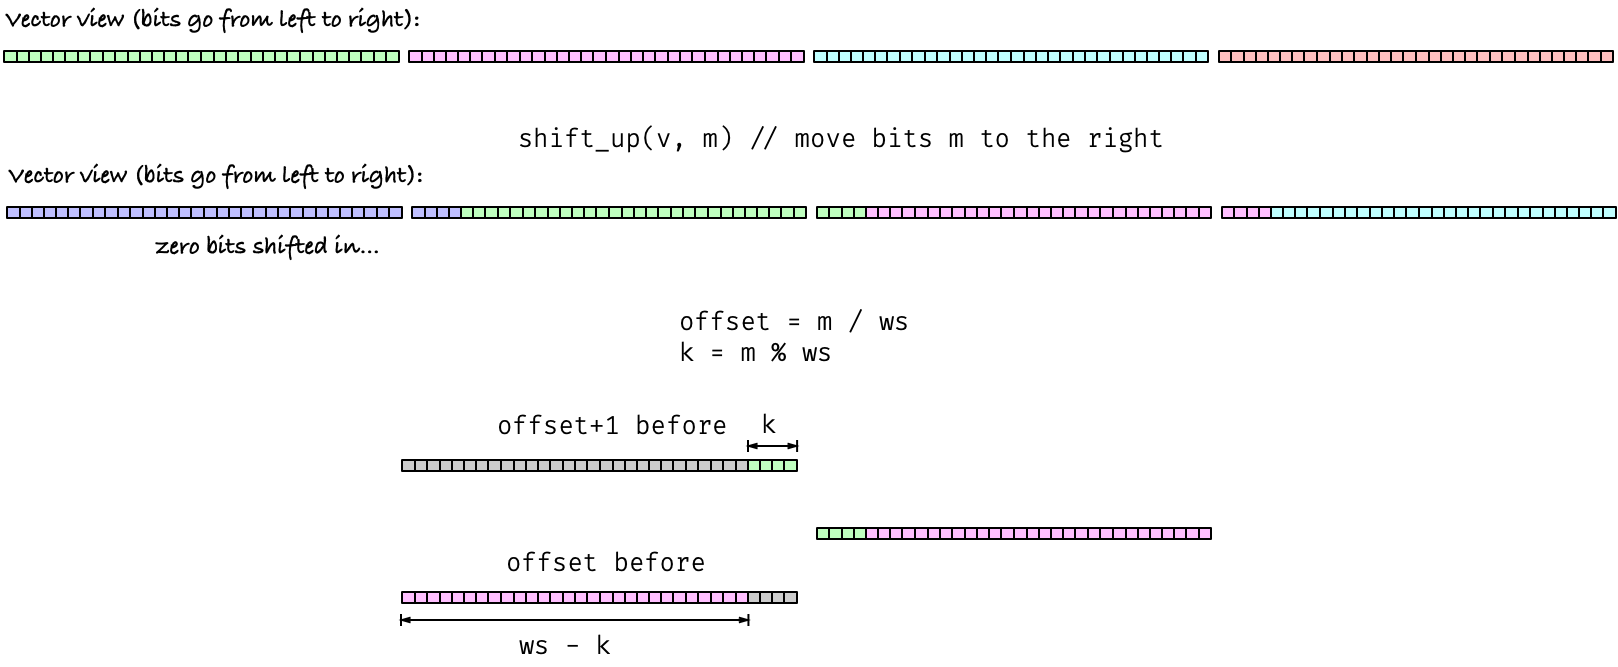 Vector view (bits go from left to right):
shift_up(v, m) // move bits m to the right
Vector view (bits go from left to right):
zero bits shifted in...
offset = m / ws
k = m % ws
offset+1 before k
offset before
ws - k